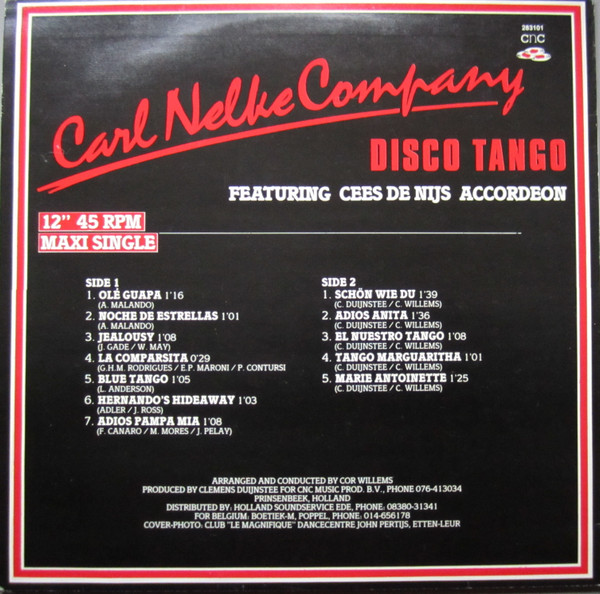 283101
cnc
Carl Nelke Company
DISCO TANGO
FEATURING CEES DE NIJS ACCORDEON
12" 45 RPM
MAXI SINGLE
SIDE 1
1. OLÉ GUAPA 1'16
(A. MALANDO)
2. NOCHE DE ESTRELLAS 1'01
(A. MALANDO)
3. JEALOUSY 1'08
(J. GADE / W. MAY)
4. LA COMPARSITA 0'29
(G.H.M. RODRIGUES / E.P. MARONI / P. CONTURSI
5. BLUE TANGO 1'05
(L. ANDERSON)
6. HERNANDO'S HIDEAWAY 1'03
(ADLER / J. ROSS)
7. ADIOS PAMPA MIA 1'08
(F. CANARO / M. MORES / J. PELAY)
SIDE 2
1. SCHÖN WIE DU 1'39
(C. DUIJNSTEE / C. WILLEMS)
2. ADIOS ANITA 1'36
(C. DUIJNSTEE / C. WILLEMS)
3. EL NUESTRO TANGO 1'08
(C. DUIJNSTEE / C. WILLEMS)
4. TANGO MARGUARITHA 1'01
(C. DUIJNSTEE / C. WILLEMS)
5. MARIE ANTOINETTE 1'25
(C. DUIJNSTEE / C. WILLEMS)
ARRANGED AND CONDUCTED BY COR WILLEMS
PRODUCED BY CLEMENS DUIJNSTEE FOR CNC MUSIC PROD. B.V., PHONE 076-413034
PRINSENBEEK, HOLLAND
DISTRIBUTED BY: HOLLAND SOUNDSERVICE EDE, PHONE: 08380-31341
FOR BELGIUM: BOETIEK-M, POPPEL, PHONE: 014-656178
COVER-PHOTO: CLUB "LE MAGNIFIQUE" DANCECENTRE JOHN PERTIJS, ETTEN-LEUR